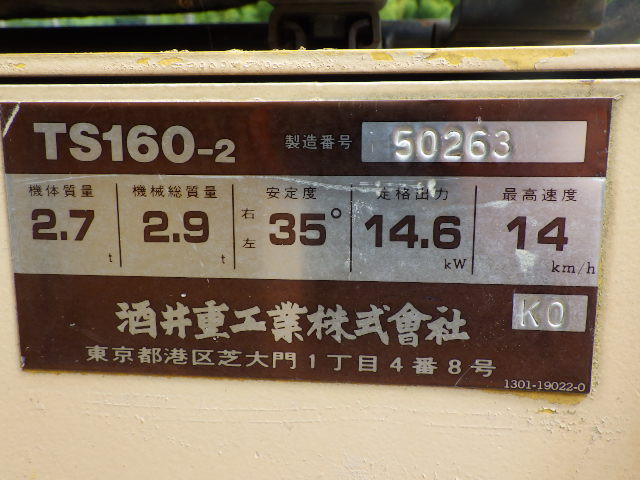 TS160-2 製造番号 50263
機体質量 機械総質量 安定度 定格出力 最高速度
2.7 t 2.9 t 右左 35° 14.6 kW 14 km/h
酒井重工業株式會社 KO
東京都港区芝大門1丁目4番8号
1301-19022-0